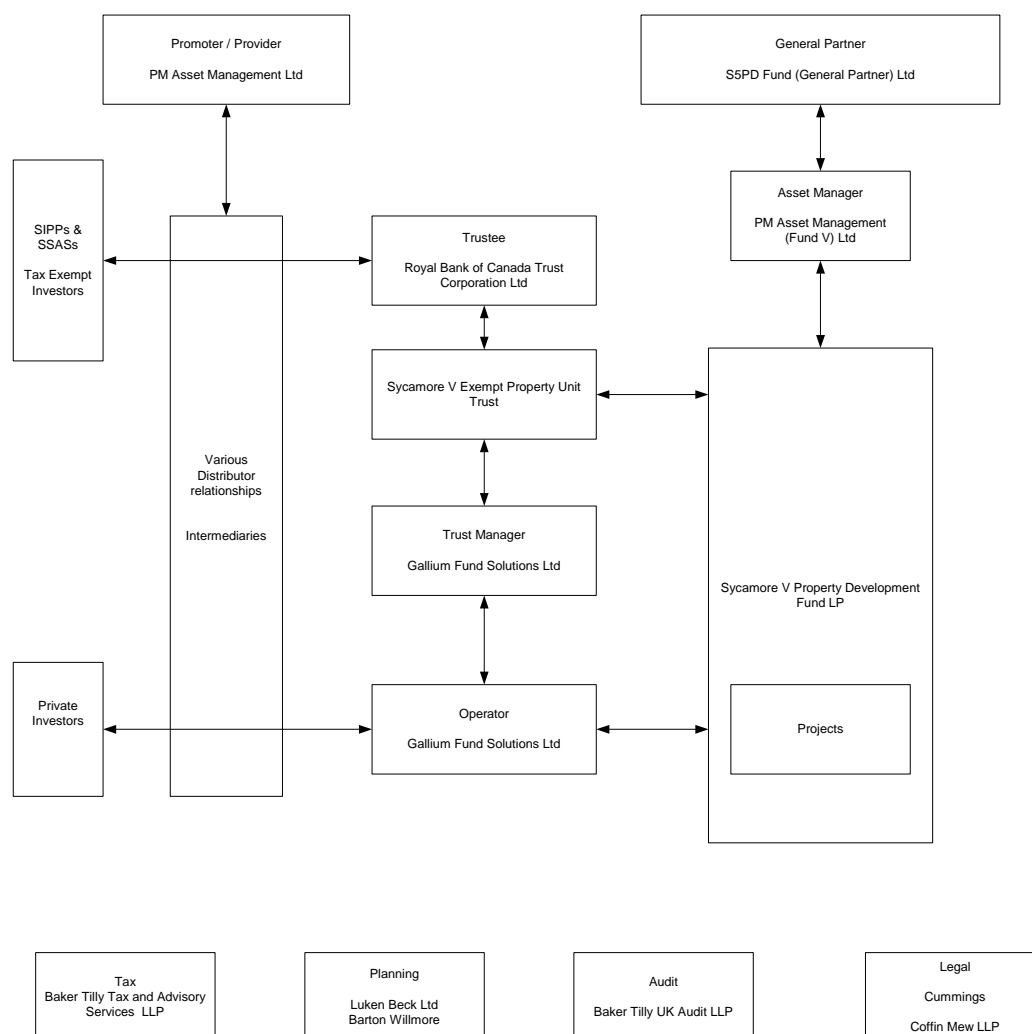 Promoter / Provider
PM Asset Management Ltd
General Partner
S5PD Fund (General Partner) Ltd
SIPPs &
SSASs
Tax Exempt
Investors
Trustee
Royal Bank of Canada Trust
Corporation Ltd
Asset Manager
PM Asset Management
(Fund V) Ltd
Sycamore V Exempt Property Unit
Trust
Various
Distributor
relationships
Intermediaries
Trust Manager
Gallium Fund Solutions Ltd
Sycamore V Property Development
Fund LP
Private
Investors
Operator
Gallium Fund Solutions Ltd
Projects
Tax
Baker Tilly Tax and Advisory
Services LLP
Planning
Luken Beck Ltd
Barton Willmore
Audit
Baker Tilly UK Audit LLP
Legal
Cummings
Coffin Mew LLP